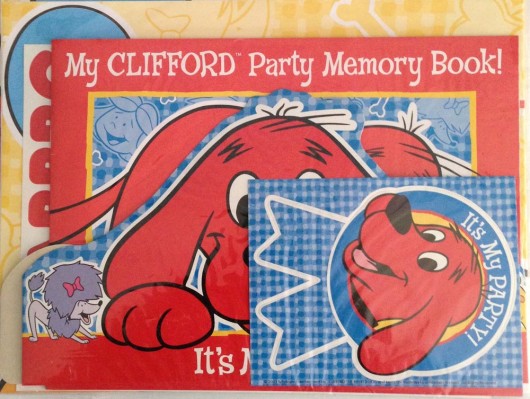 My CLIFFORD™ Party Memory Book!
It's My PARTY!
It's